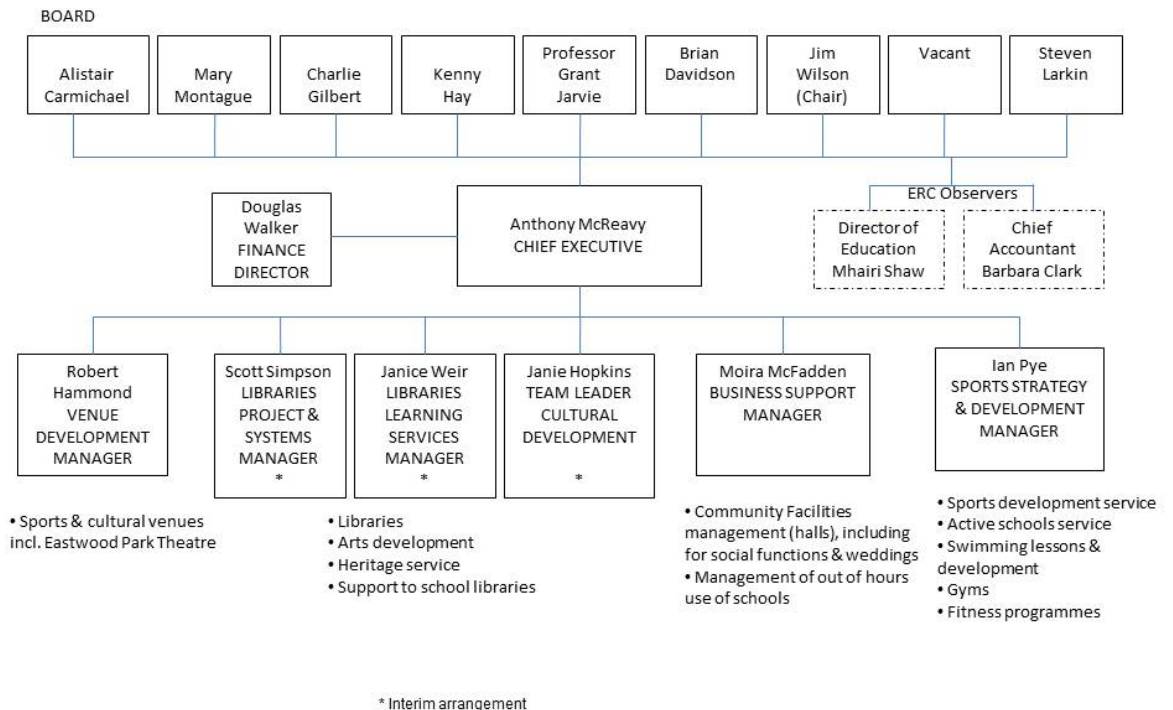 BOARD
Alistair
Carmichael
Mary
Montague
Charlie
Gilbert
Kenny
Hay
Professor
Grant
Jarvie
Brian
Davidson
Jim
Wilson
(Chair)
Vacant
Steven
Larkin
Douglas
Walker
FINANCE
DIRECTOR
Anthony McReavy
CHIEF EXECUTIVE
ERC Observers
Director of
Education
Mhairi Shaw
Chief
Accountant
Barbara Clark
Robert
Hammond
VENUE
DEVELOPMENT
MANAGER
Scott Simpson
LIBRARIES
PROJECT &
SYSTEMS
MANAGER
*
Janice Weir
LIBRARIES
LEARNING
SERVICES
MANAGER
*
Janie Hopkins
TEAM LEADER
CULTURAL
DEVELOPMENT
*
Moira McFadden
BUSINESS SUPPORT
MANAGER
Ian Pye
SPORTS STRATEGY
& DEVELOPMENT
MANAGER
• Sports & cultural venues
incl. Eastwood Park Theatre
• Libraries
• Arts development
• Heritage service
• Support to school libraries
• Community Facilities
management (halls), including
for social functions & weddings
• Management of out of hours
use of schools
• Sports development service
• Active schools service
• Swimming lessons &
development
• Gyms
• Fitness programmes
* Interim arrangement